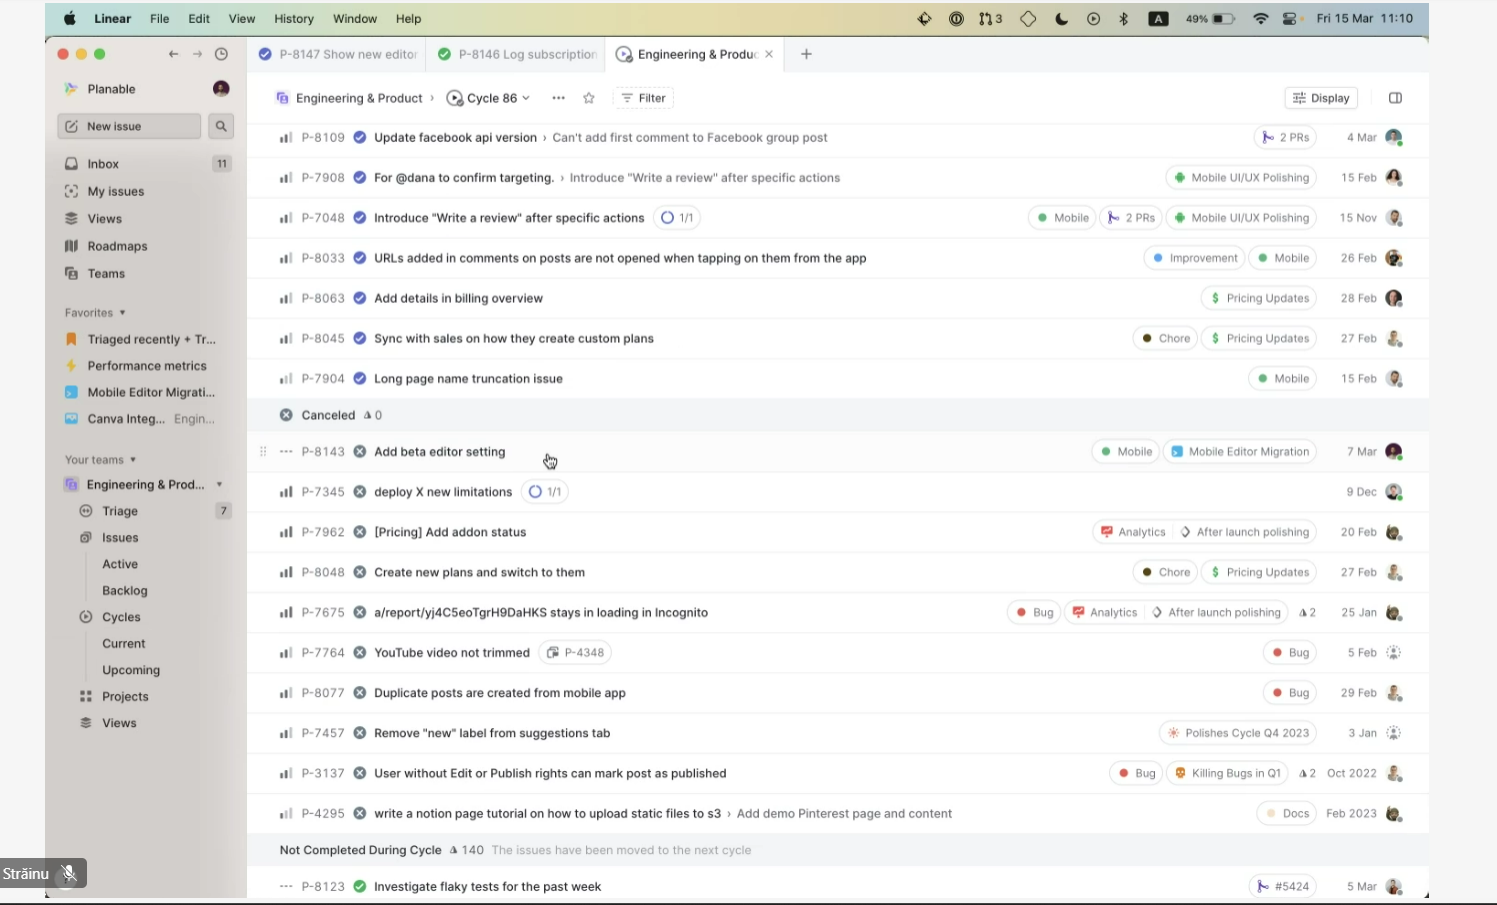 Linear File Edit View History Window Help 3 A 49% Fri 15 Mar 11:10
P-8147 Show new editor P-8146 Log subscription Engineering & Produc
Planable
Engineering & Product › Cycle 86 Filter Display
New issue
Inbox 11
My issues
Views
Roadmaps
Teams
Favorites
Triaged recently + Tr...
Performance metrics
Mobile Editor Migrati...
Canva Integ... Engin...
Your teams
Engineering & Prod...
Triage 7
Issues
Active
Backlog
Cycles
Current
Upcoming
Projects
Views
P-8109 Update facebook api version › Can't add first comment to Facebook group post 2 PRs 4 Mar
P-7908 For @dana to confirm targeting. › Introduce "Write a review" after specific actions Mobile UI/UX Polishing 15 Feb
P-7048 Introduce "Write a review" after specific actions 1/1 Mobile 2 PRs Mobile UI/UX Polishing 15 Nov
P-8033 URLs added in comments on posts are not opened when tapping on them from the app Improvement Mobile 26 Feb
P-8063 Add details in billing overview Pricing Updates 28 Feb
P-8045 Sync with sales on how they create custom plans Chore Pricing Updates 27 Feb
P-7904 Long page name truncation issue Mobile 15 Feb
Canceled 0
P-8143 Add beta editor setting Mobile Mobile Editor Migration 7 Mar
P-7345 deploy X new limitations 1/1 9 Dec
P-7962 [Pricing] Add addon status Analytics After launch polishing 20 Feb
P-8048 Create new plans and switch to them Chore Pricing Updates 27 Feb
P-7675 a/report/yj4C5eoTgrH9DaHKS stays in loading in Incognito Bug Analytics After launch polishing 2 25 Jan
P-7764 YouTube video not trimmed P-4348 Bug 5 Feb
P-8077 Duplicate posts are created from mobile app Bug 29 Feb
P-7457 Remove "new" label from suggestions tab Polishes Cycle Q4 2023 3 Jan
P-3137 User without Edit or Publish rights can mark post as published Bug Killing Bugs in Q1 2 Oct 2022
P-4295 write a notion page tutorial on how to upload static files to s3 › Add demo Pinterest page and content Docs Feb 2023
Not Completed During Cycle 140 The issues have been moved to the next cycle
P-8123 Investigate flaky tests for the past week #5424 5 Mar
Străinu